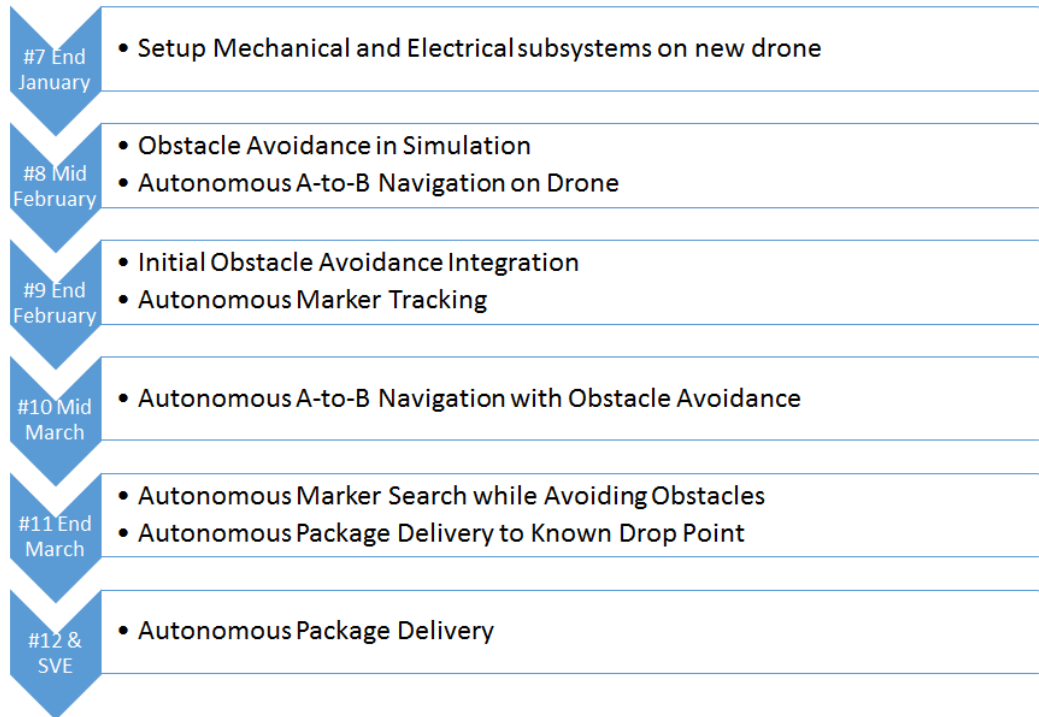 #7 End
January
• Setup Mechanical and Electrical subsystems on new drone
#8 Mid
February
• Obstacle Avoidance in Simulation
• Autonomous A-to-B Navigation on Drone
#9 End
February
• Initial Obstacle Avoidance Integration
• Autonomous Marker Tracking
#10 Mid
March
• Autonomous A-to-B Navigation with Obstacle Avoidance
#11 End
March
• Autonomous Marker Search while Avoiding Obstacles
• Autonomous Package Delivery to Known Drop Point
#12 &
SVE
• Autonomous Package Delivery